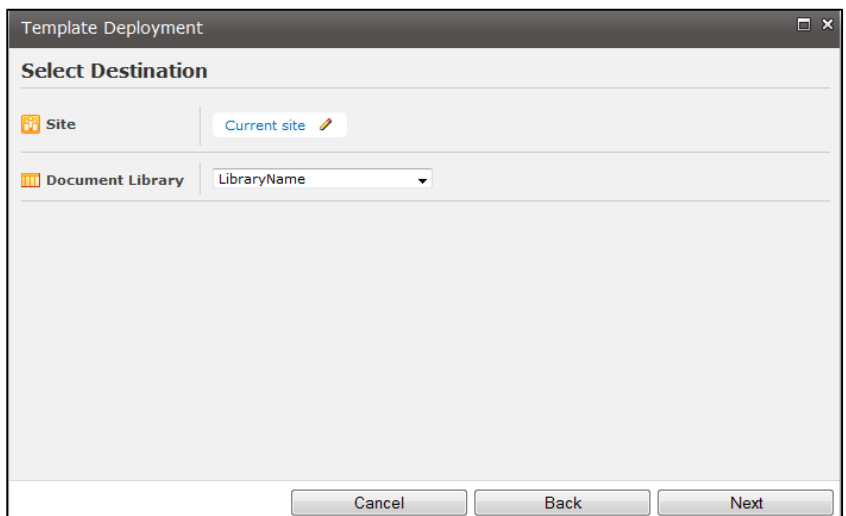 Template Deployment
Select Destination
Site
Current site
Document Library
LibraryName
Cancel
Back
Next